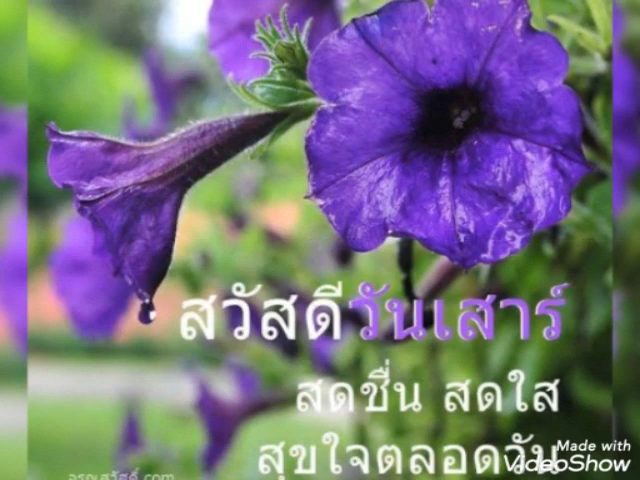 สวัสดีวันเสาร์
สดชื่น สดใส
สุขใจตลอดวัน
Made with
VideoShow